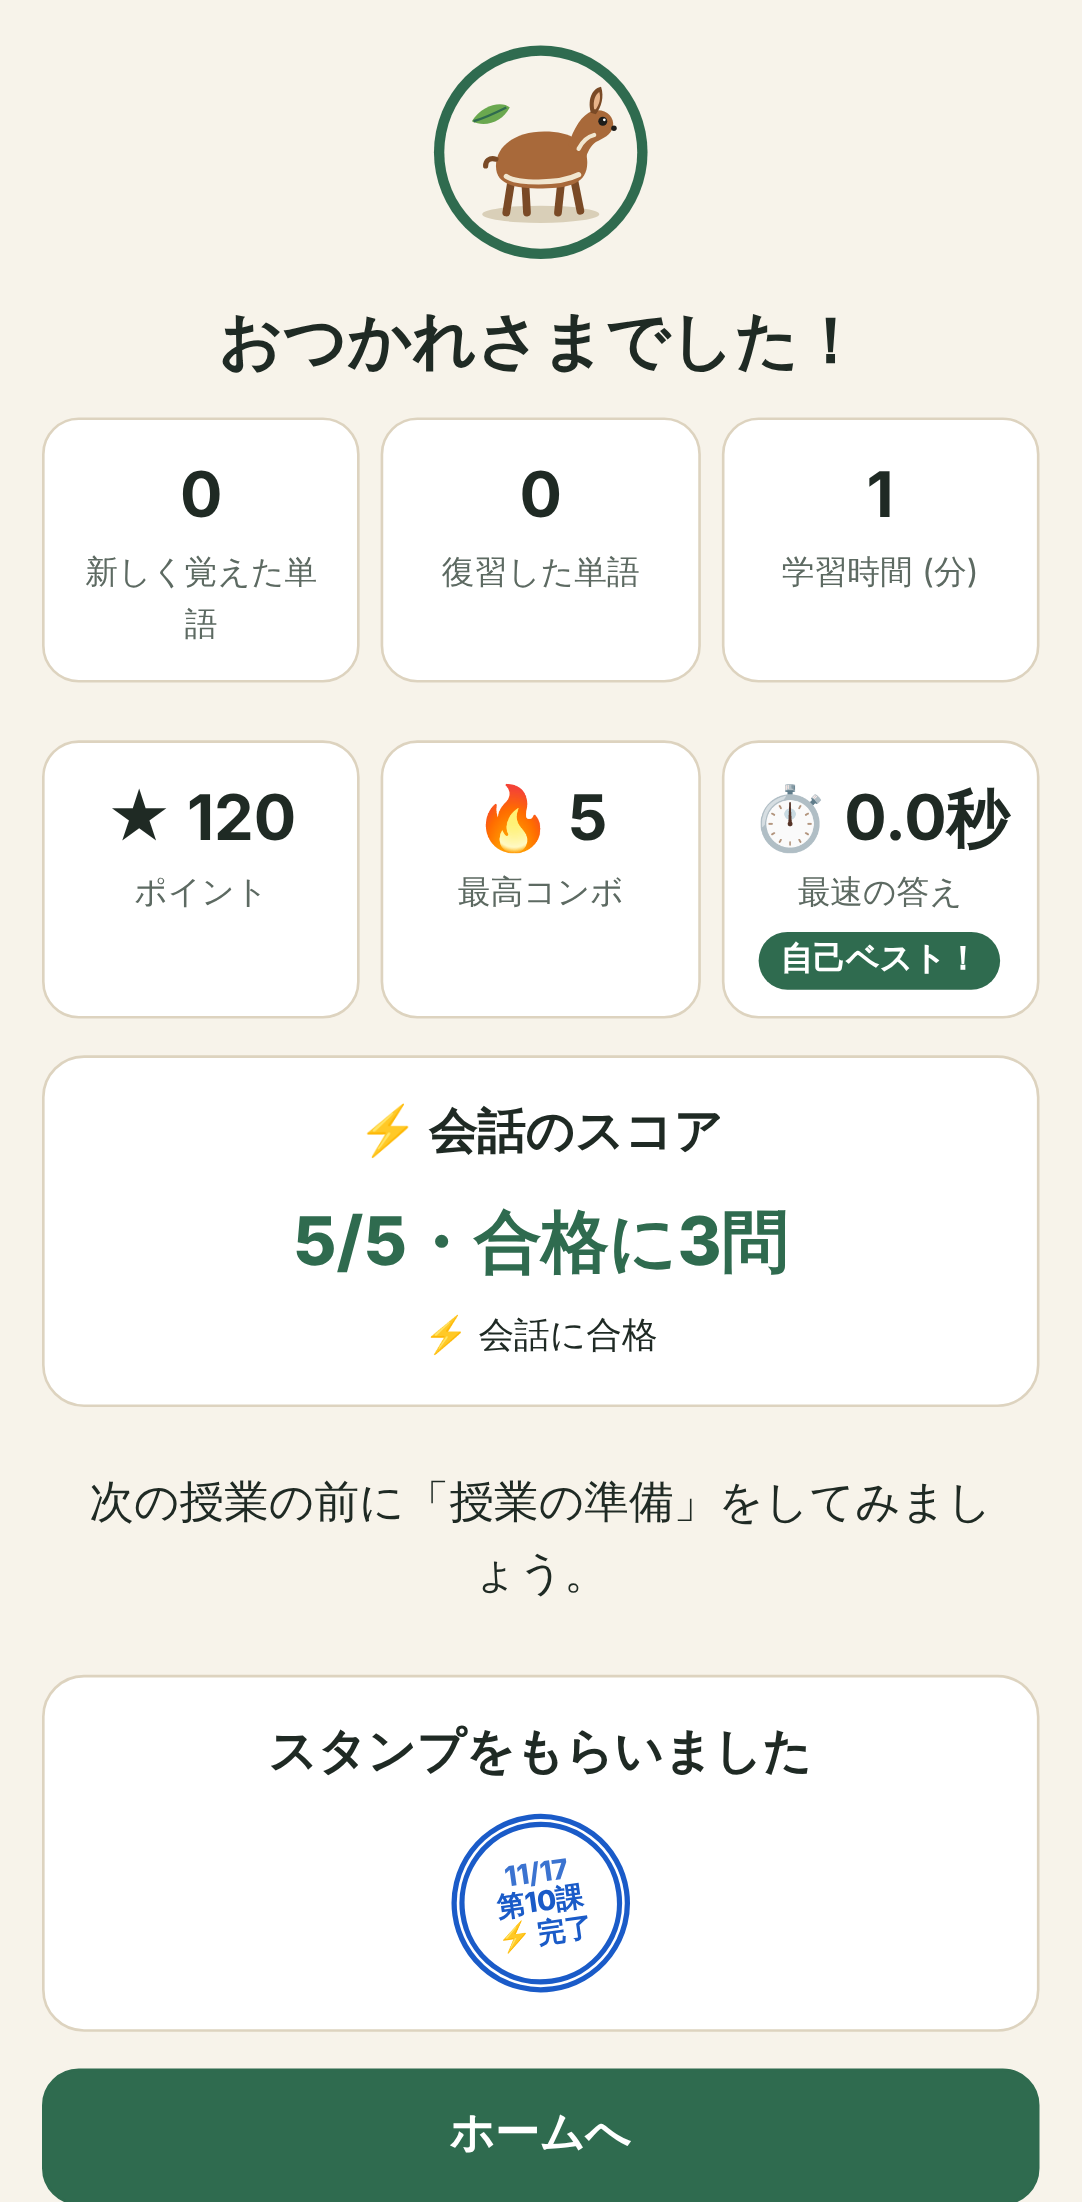 おつかれさまでした！
0
新しく覚えた単
語
0
復習した単語
1
学習時間 (分)
★ 120
ポイント
🔥 5
最高コンボ
⏱️ 0.0秒
最速の答え
自己ベスト！
⚡ 会話のスコア
5/5・合格に3問
⚡ 会話に合格
次の授業の前に「授業の準備」をしてみまし
ょう。
スタンプをもらいました
11/17
第10課
⚡ 完了
ホームへ